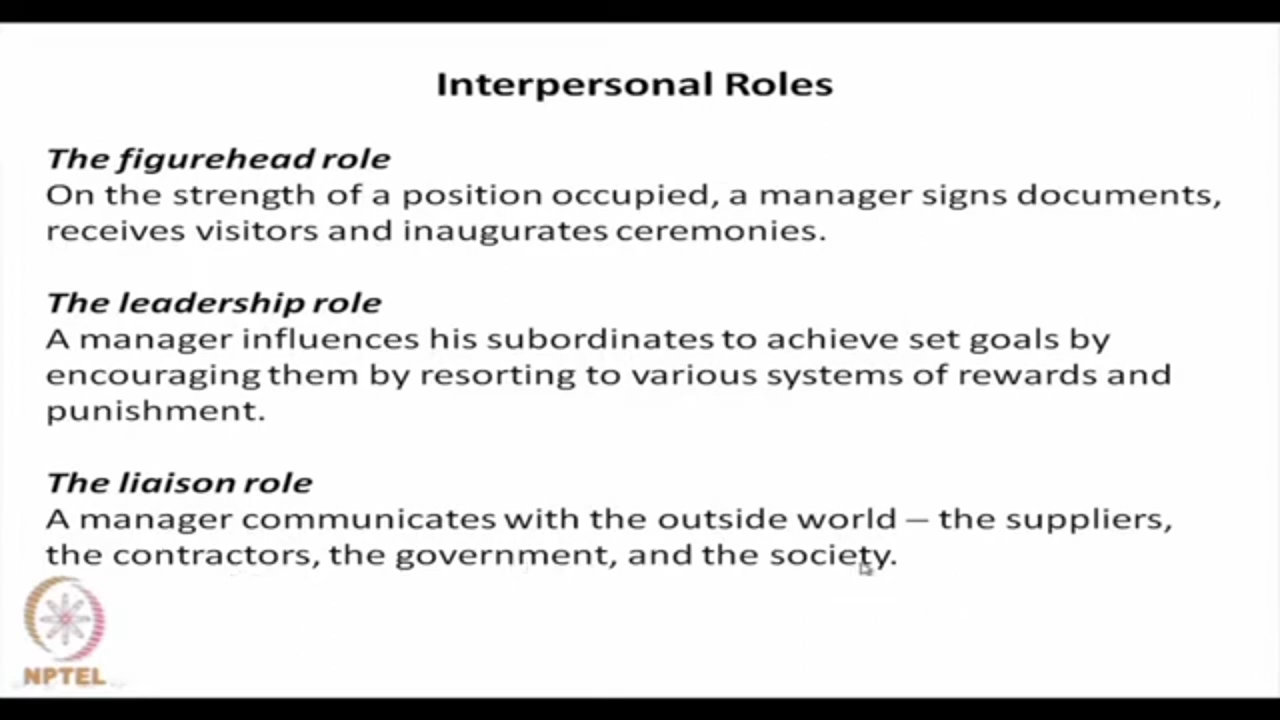 Interpersonal Roles
The figurehead role
On the strength of a position occupied, a manager signs documents,
receives visitors and inaugurates ceremonies.
The leadership role
A manager influences his subordinates to achieve set goals by
encouraging them by resorting to various systems of rewards and
punishment.
The liaison role
A manager communicates with the outside world – the suppliers,
the contractors, the government, and the society.
NPTEL